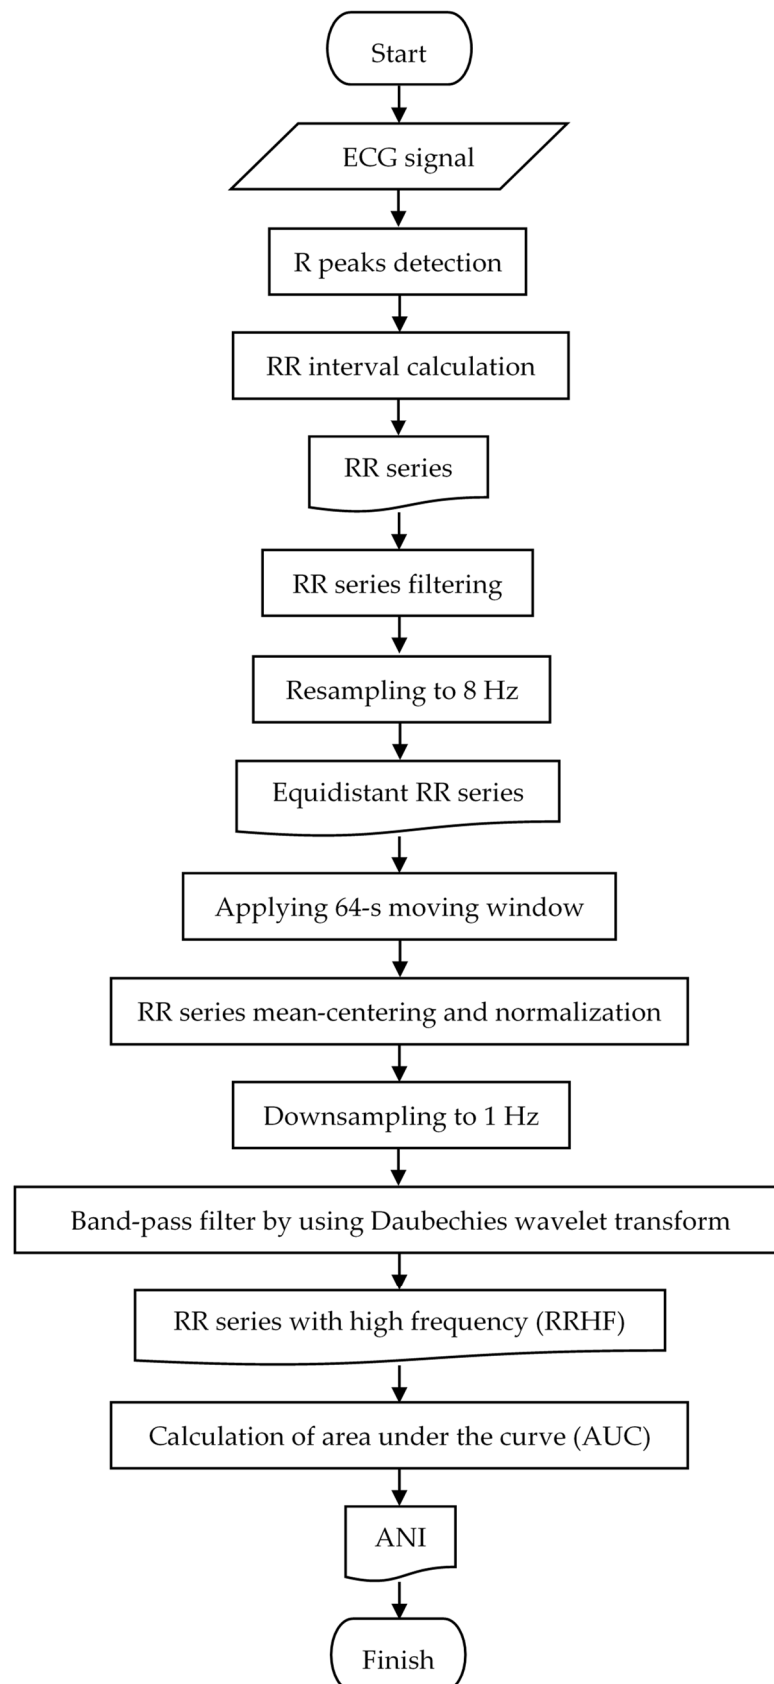 Start
ECG signal
R peaks detection
RR interval calculation
RR series
RR series filtering
Resampling to 8 Hz
Equidistant RR series
Applying 64-s moving window
RR series mean-centering and normalization
Downsampling to 1 Hz
Band-pass filter by using Daubechies wavelet transform
RR series with high frequency (RRHF)
Calculation of area under the curve (AUC)
ANI
Finish